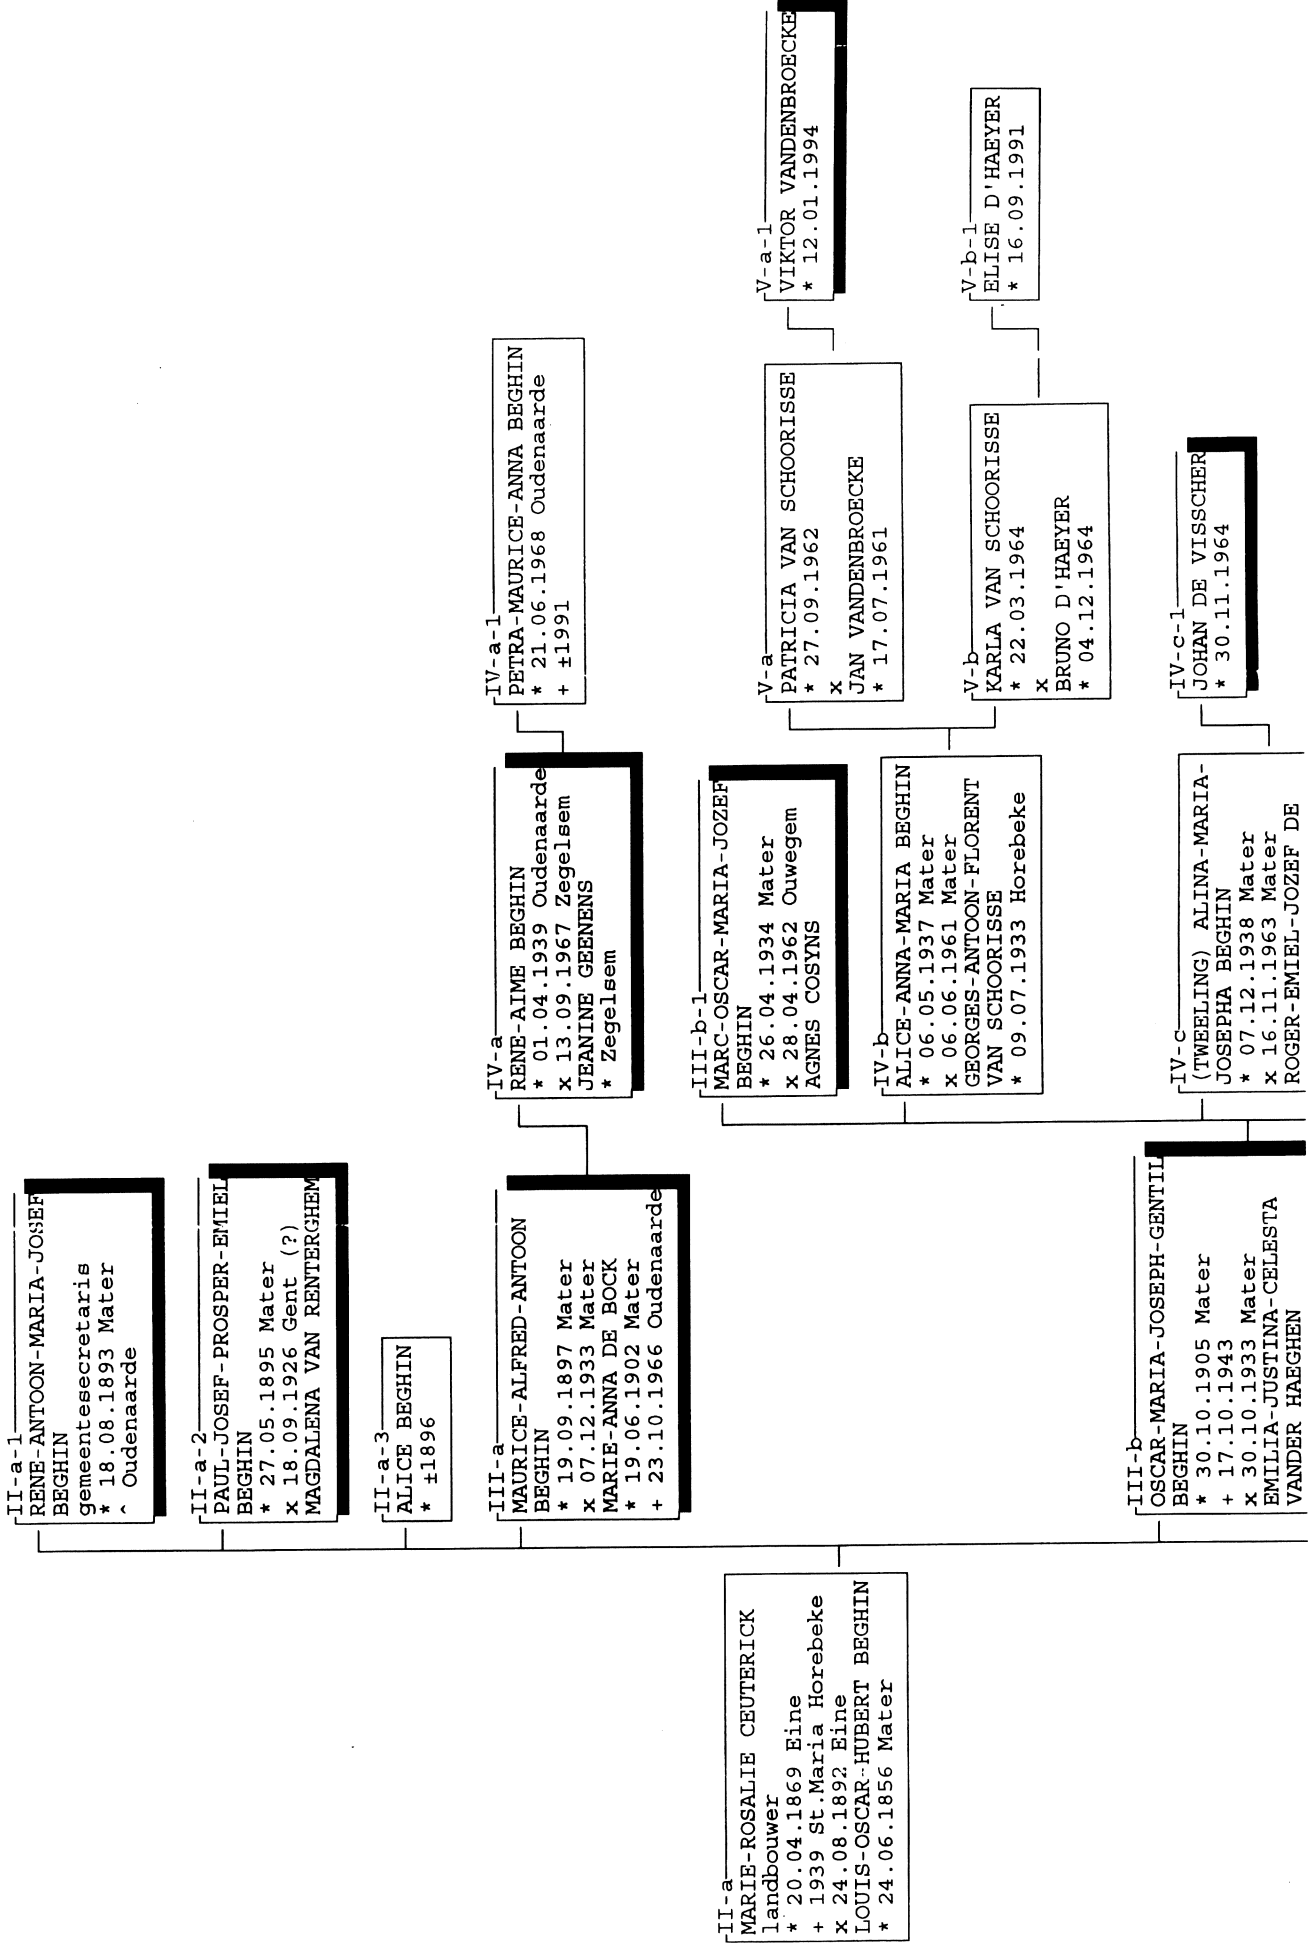 II-a
MARIE-ROSALIE CEUTERICK
landbouwer
* 20.04.1869 Eine
+ 1939 St.Maria Horebeke
x 24.08.1892 Eine
LOUIS-OSCAR-HUBERT BEGHIN
* 24.06.1856 Mater
II-a-1
RENE-ANTOON-MARIA-JOSEF
BEGHIN
gemeentesecretaris
* 18.08.1893 Mater
^ Oudenaarde
II-a-2
PAUL-JOSEF-PROSPER-EMIEL
BEGHIN
* 27.05.1895 Mater
x 18.09.1926 Gent (?)
MAGDALENA VAN RENTERGHEM
II-a-3
ALICE BEGHIN
* ±1896
III-a
MAURICE-ALFRED-ANTOON
BEGHIN
* 19.09.1897 Mater
x 07.12.1933 Mater
MARIE-ANNA DE BOCK
* 19.06.1902 Mater
+ 23.10.1966 Oudenaarde
III-b
OSCAR-MARIA-JOSEPH-GENTIL
BEGHIN
* 30.10.1905 Mater
+ 17.10.1943
x 30.10.1933 Mater
EMILIA-JUSTINA-CELESTA
VANDER HAEGHEN
IV-a
RENE-AIME BEGHIN
* 01.04.1939 Oudenaarde
x 13.09.1967 Zegelsem
JEANINE GEENENS
* Zegelsem
III-b-1
MARC-OSCAR-MARIA-JOZEF
BEGHIN
* 26.04.1934 Mater
x 28.04.1962 Ouwegem
AGNES COSYNS
IV-b
ALICE-ANNA-MARIA BEGHIN
* 06.05.1937 Mater
x 06.06.1961 Mater
GEORGES-ANTOON-FLORENT
VAN SCHOORISSE
* 09.07.1933 Horebeke
IV-c
(TWEELING) ALINA-MARIA-
JOSEPHA BEGHIN
* 07.12.1938 Mater
x 16.11.1963 Mater
ROGER-EMIEL-JOZEF DE
IV-a-1
PETRA-MAURICE-ANNA BEGHIN
* 21.06.1968 Oudenaarde
+ ±1991
V-a
PATRICIA VAN SCHOORISSE
* 27.09.1962
x
JAN VANDENBROECKE
* 17.07.1961
V-b
KARLA VAN SCHOORISSE
* 22.03.1964
x
BRUNO D'HAEYER
* 04.12.1964
IV-c-1
JOHAN DE VISSCHER
* 30.11.1964
V-a-1
VIKTOR VANDENBROECKE
* 12.01.1994
V-b-1
ELISE D'HAEYER
* 16.09.1991